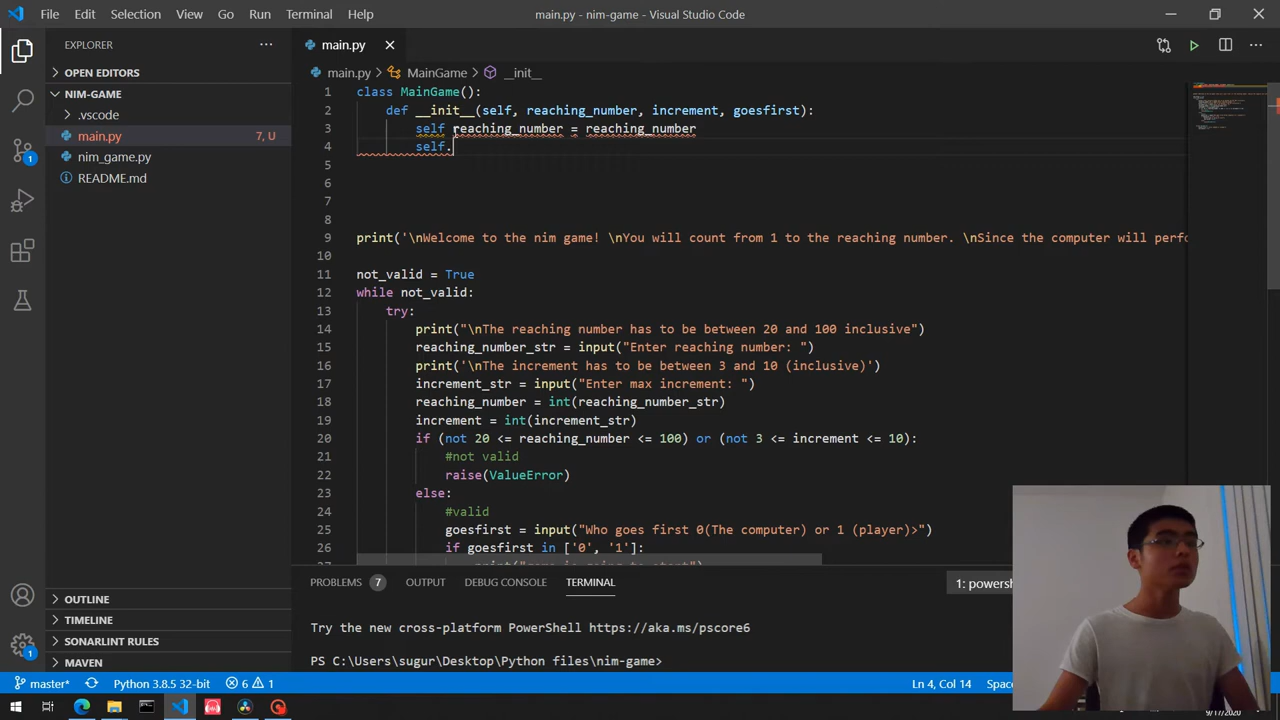 File Edit Selection View Go Run Terminal Help main.py - nim-game - Visual Studio Code
EXPLORER
OPEN EDITORS
NIM-GAME
.vscode
main.py 7, U
nim_game.py
README.md
OUTLINE
TIMELINE
SONARLINT RULES
MAVEN
main.py
main.py > MainGame > __init__
1 class MainGame():
2 def __init__(self, reaching_number, increment, goesfirst):
3 self reaching_number = reaching_number
4 self.
5
6
7
8
9 print('\nWelcome to the nim game! \nYou will count from 1 to the reaching number. \nSince the computer will perfo
10
11 not_valid = True
12 while not_valid:
13 try:
14 print("\nThe reaching number has to be between 20 and 100 inclusive")
15 reaching_number_str = input("Enter reaching number: ")
16 print('\nThe increment has to be between 3 and 10 (inclusive)')
17 increment_str = input("Enter max increment: ")
18 reaching_number = int(reaching_number_str)
19 increment = int(increment_str)
20 if (not 20 <= reaching_number <= 100) or (not 3 <= increment <= 10):
21 #not valid
22 raise(ValueError)
23 else:
24 #valid
25 goesfirst = input("Who goes first 0(The computer) or 1 (player)>")
26 if goesfirst in ['0', '1']:
PROBLEMS 7 OUTPUT DEBUG CONSOLE TERMINAL 1: powersh
Try the new cross-platform PowerShell https://aka.ms/pscore6
PS C:\Users\sugur\Desktop\Python files\nim-game>
1
1
master* Python 3.8.5 32-bit 6 1 Ln 4, Col 14 Spaces
9/17/2020